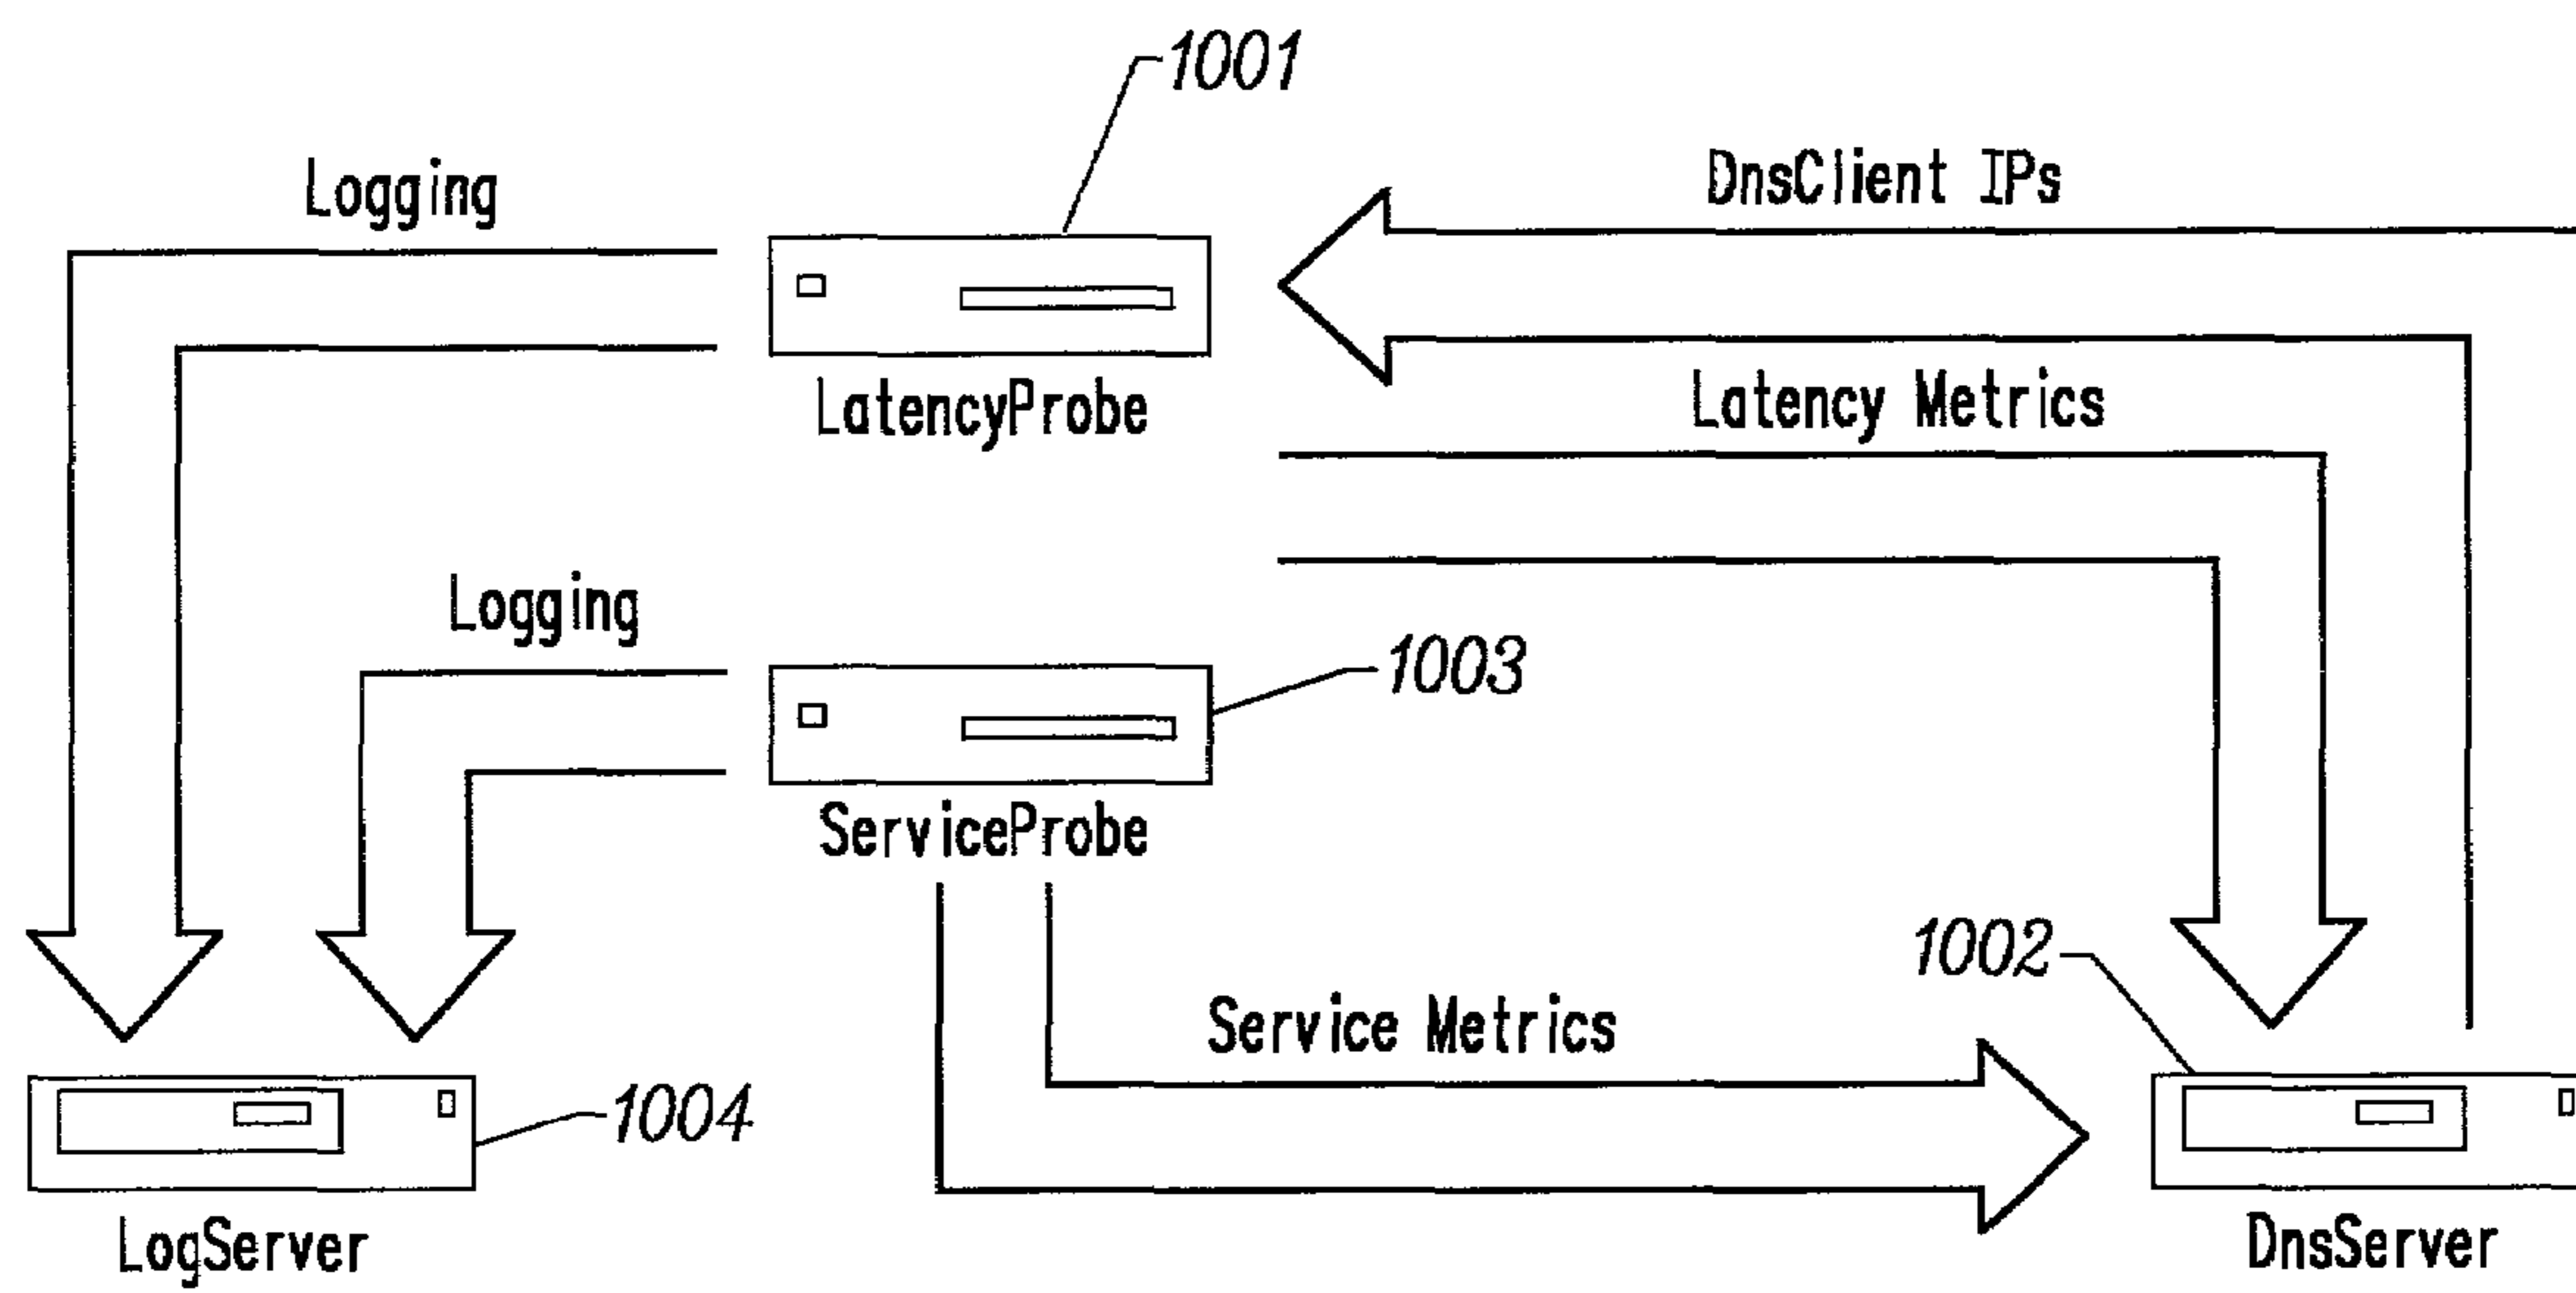 1001
Logging
DnsClient IPs
LatencyProbe
Latency Metrics
Logging
1003
ServiceProbe
1002
Service Metrics
1004
LogServer
DnsServer